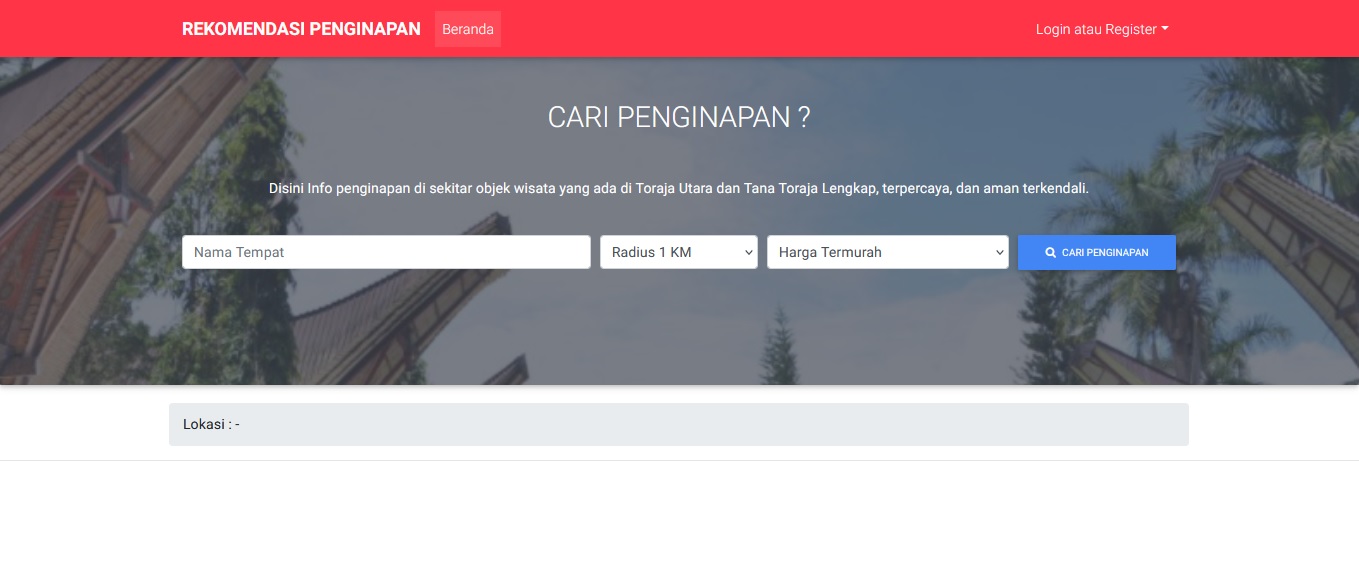 REKOMENDASI PENGINAPAN Beranda Login atau Register
CARI PENGINAPAN ?
Disini Info penginapan di sekitar objek wisata yang ada di Toraja Utara dan Tana Toraja Lengkap, terpercaya, dan aman terkendali.
Nama Tempat Radius 1 KM Harga Termurah CARI PENGINAPAN
Lokasi : -